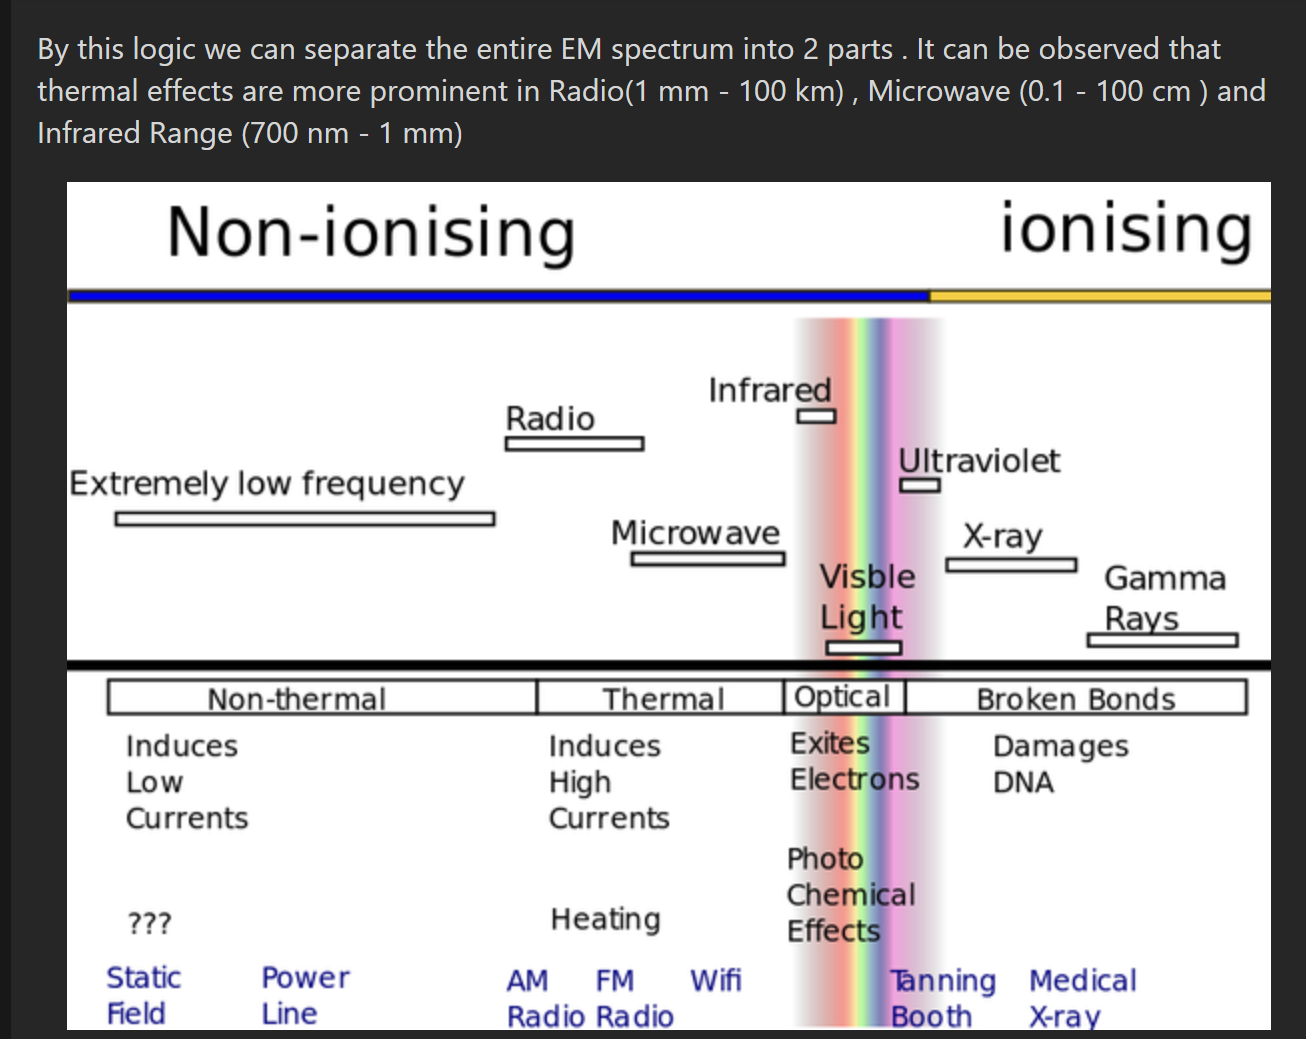 By this logic we can separate the entire EM spectrum into 2 parts . It can be observed that
thermal effects are more prominent in Radio(1 mm - 100 km) , Microwave (0.1 - 100 cm ) and
Infrared Range (700 nm - 1 mm)
Non-ionising ionising
Infrared
Radio
Ultraviolet
Extremely low frequency
Microwave X-ray
Visble Gamma
Light Rays
Non-thermal Thermal Optical Broken Bonds
Induces Induces Exites Damages
Low High Electrons DNA
Currents Currents
Photo
Chemical
??? Heating Effects
Static Power AM FM Wifi Tanning Medical
Field Line Radio Radio Booth X-ray